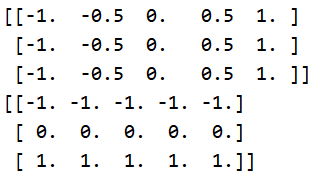 [[-1.  -0.5  0.   0.5  1. ]
 [-1.  -0.5  0.   0.5  1. ]
 [-1.  -0.5  0.   0.5  1. ]]
[[-1. -1. -1. -1. -1.]
 [ 0.  0.  0.  0.  0.]
 [ 1.  1.  1.  1.  1.]]